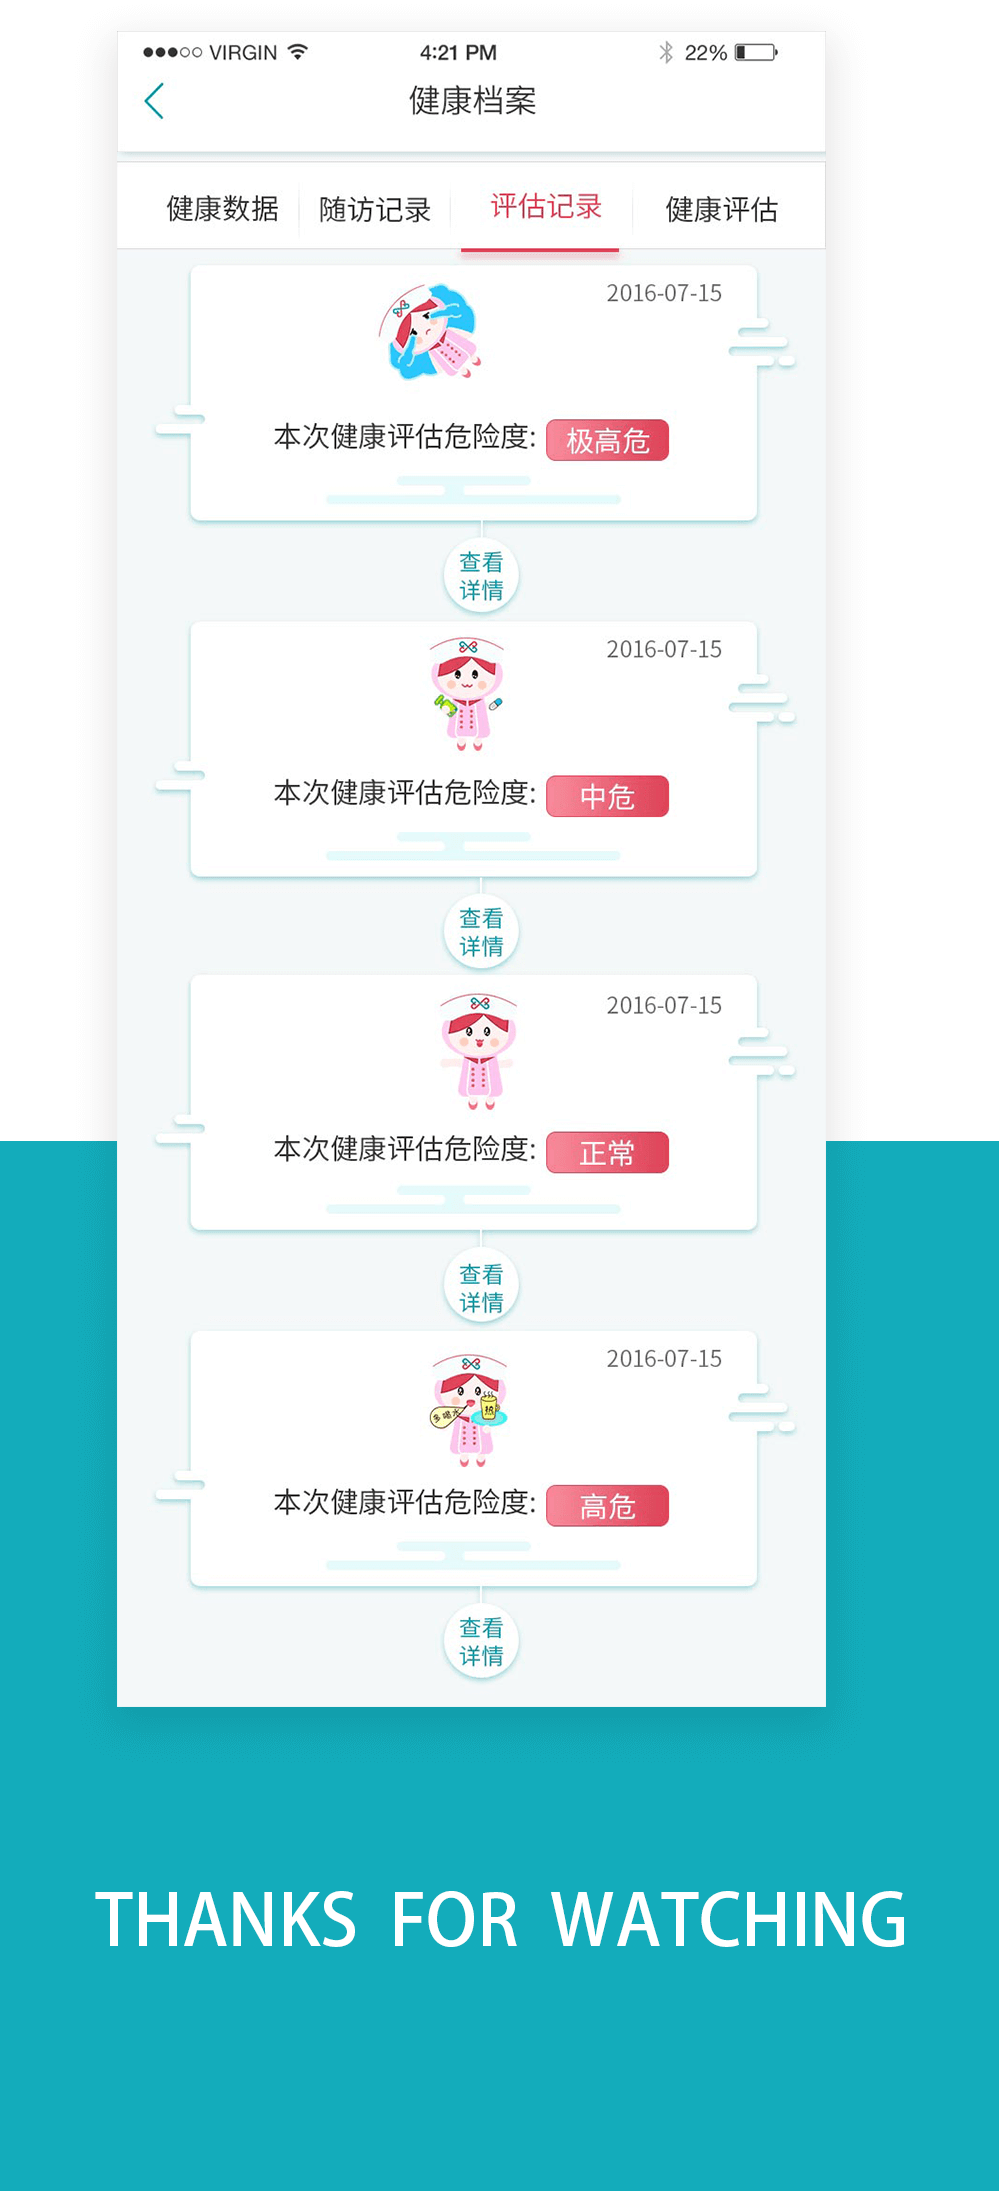 VIRGIN 4:21 PM 22%
健康档案
健康数据 随访记录 评估记录 健康评估
2016-07-15
本次健康评估危险度: 极高危
查看
详情
2016-07-15
本次健康评估危险度: 中危
查看
详情
2016-07-15
本次健康评估危险度: 正常
查看
详情
2016-07-15
多喝水
热
本次健康评估危险度: 高危
查看
详情
THANKS FOR WATCHING